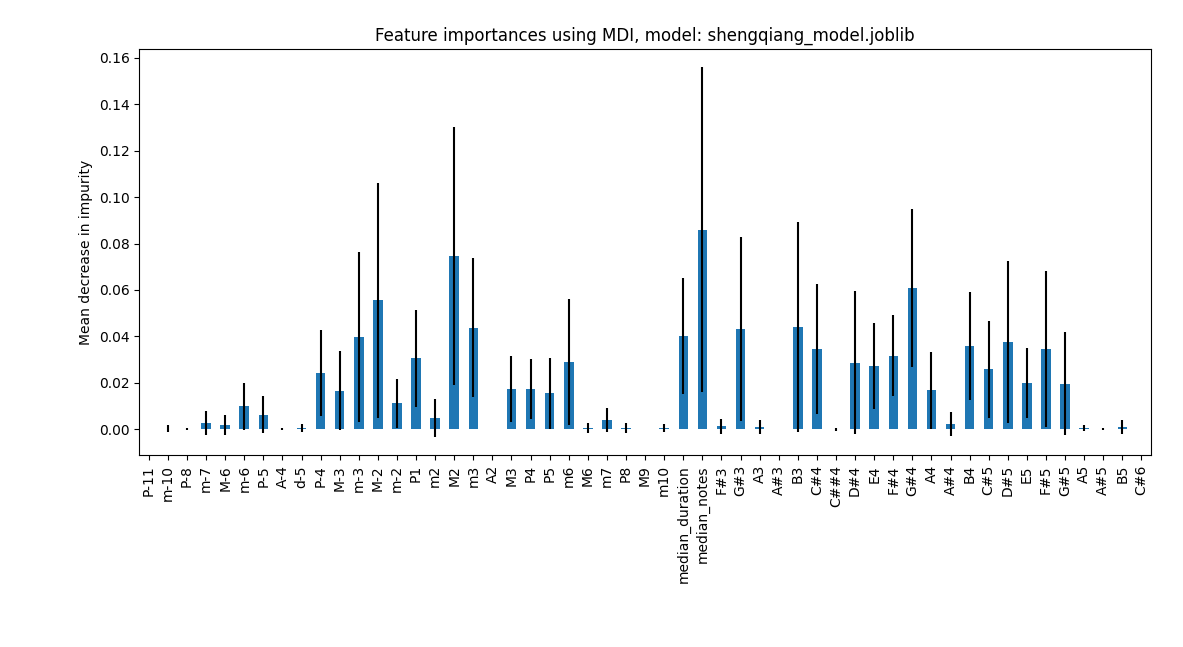 Feature importances using MDI, model: shengqiang_model.joblib
Mean decrease in impurity
0.16
0.14
0.12
0.10
0.08
0.06
0.04
0.02
0.00
P-11
m-10
P-8
m-7
M-6
m-6
P-5
A-4
d-5
P-4
M-3
m-3
M-2
m-2
P1
m2
M2
m3
A2
M3
P4
P5
m6
M6
m7
P8
M9
m10
median_duration
median_notes
F#3
G#3
A3
A#3
B3
C#4
C##4
D#4
E4
F#4
G#4
A4
A#4
B4
C#5
D#5
E5
F#5
G#5
A5
A#5
B5
C#6